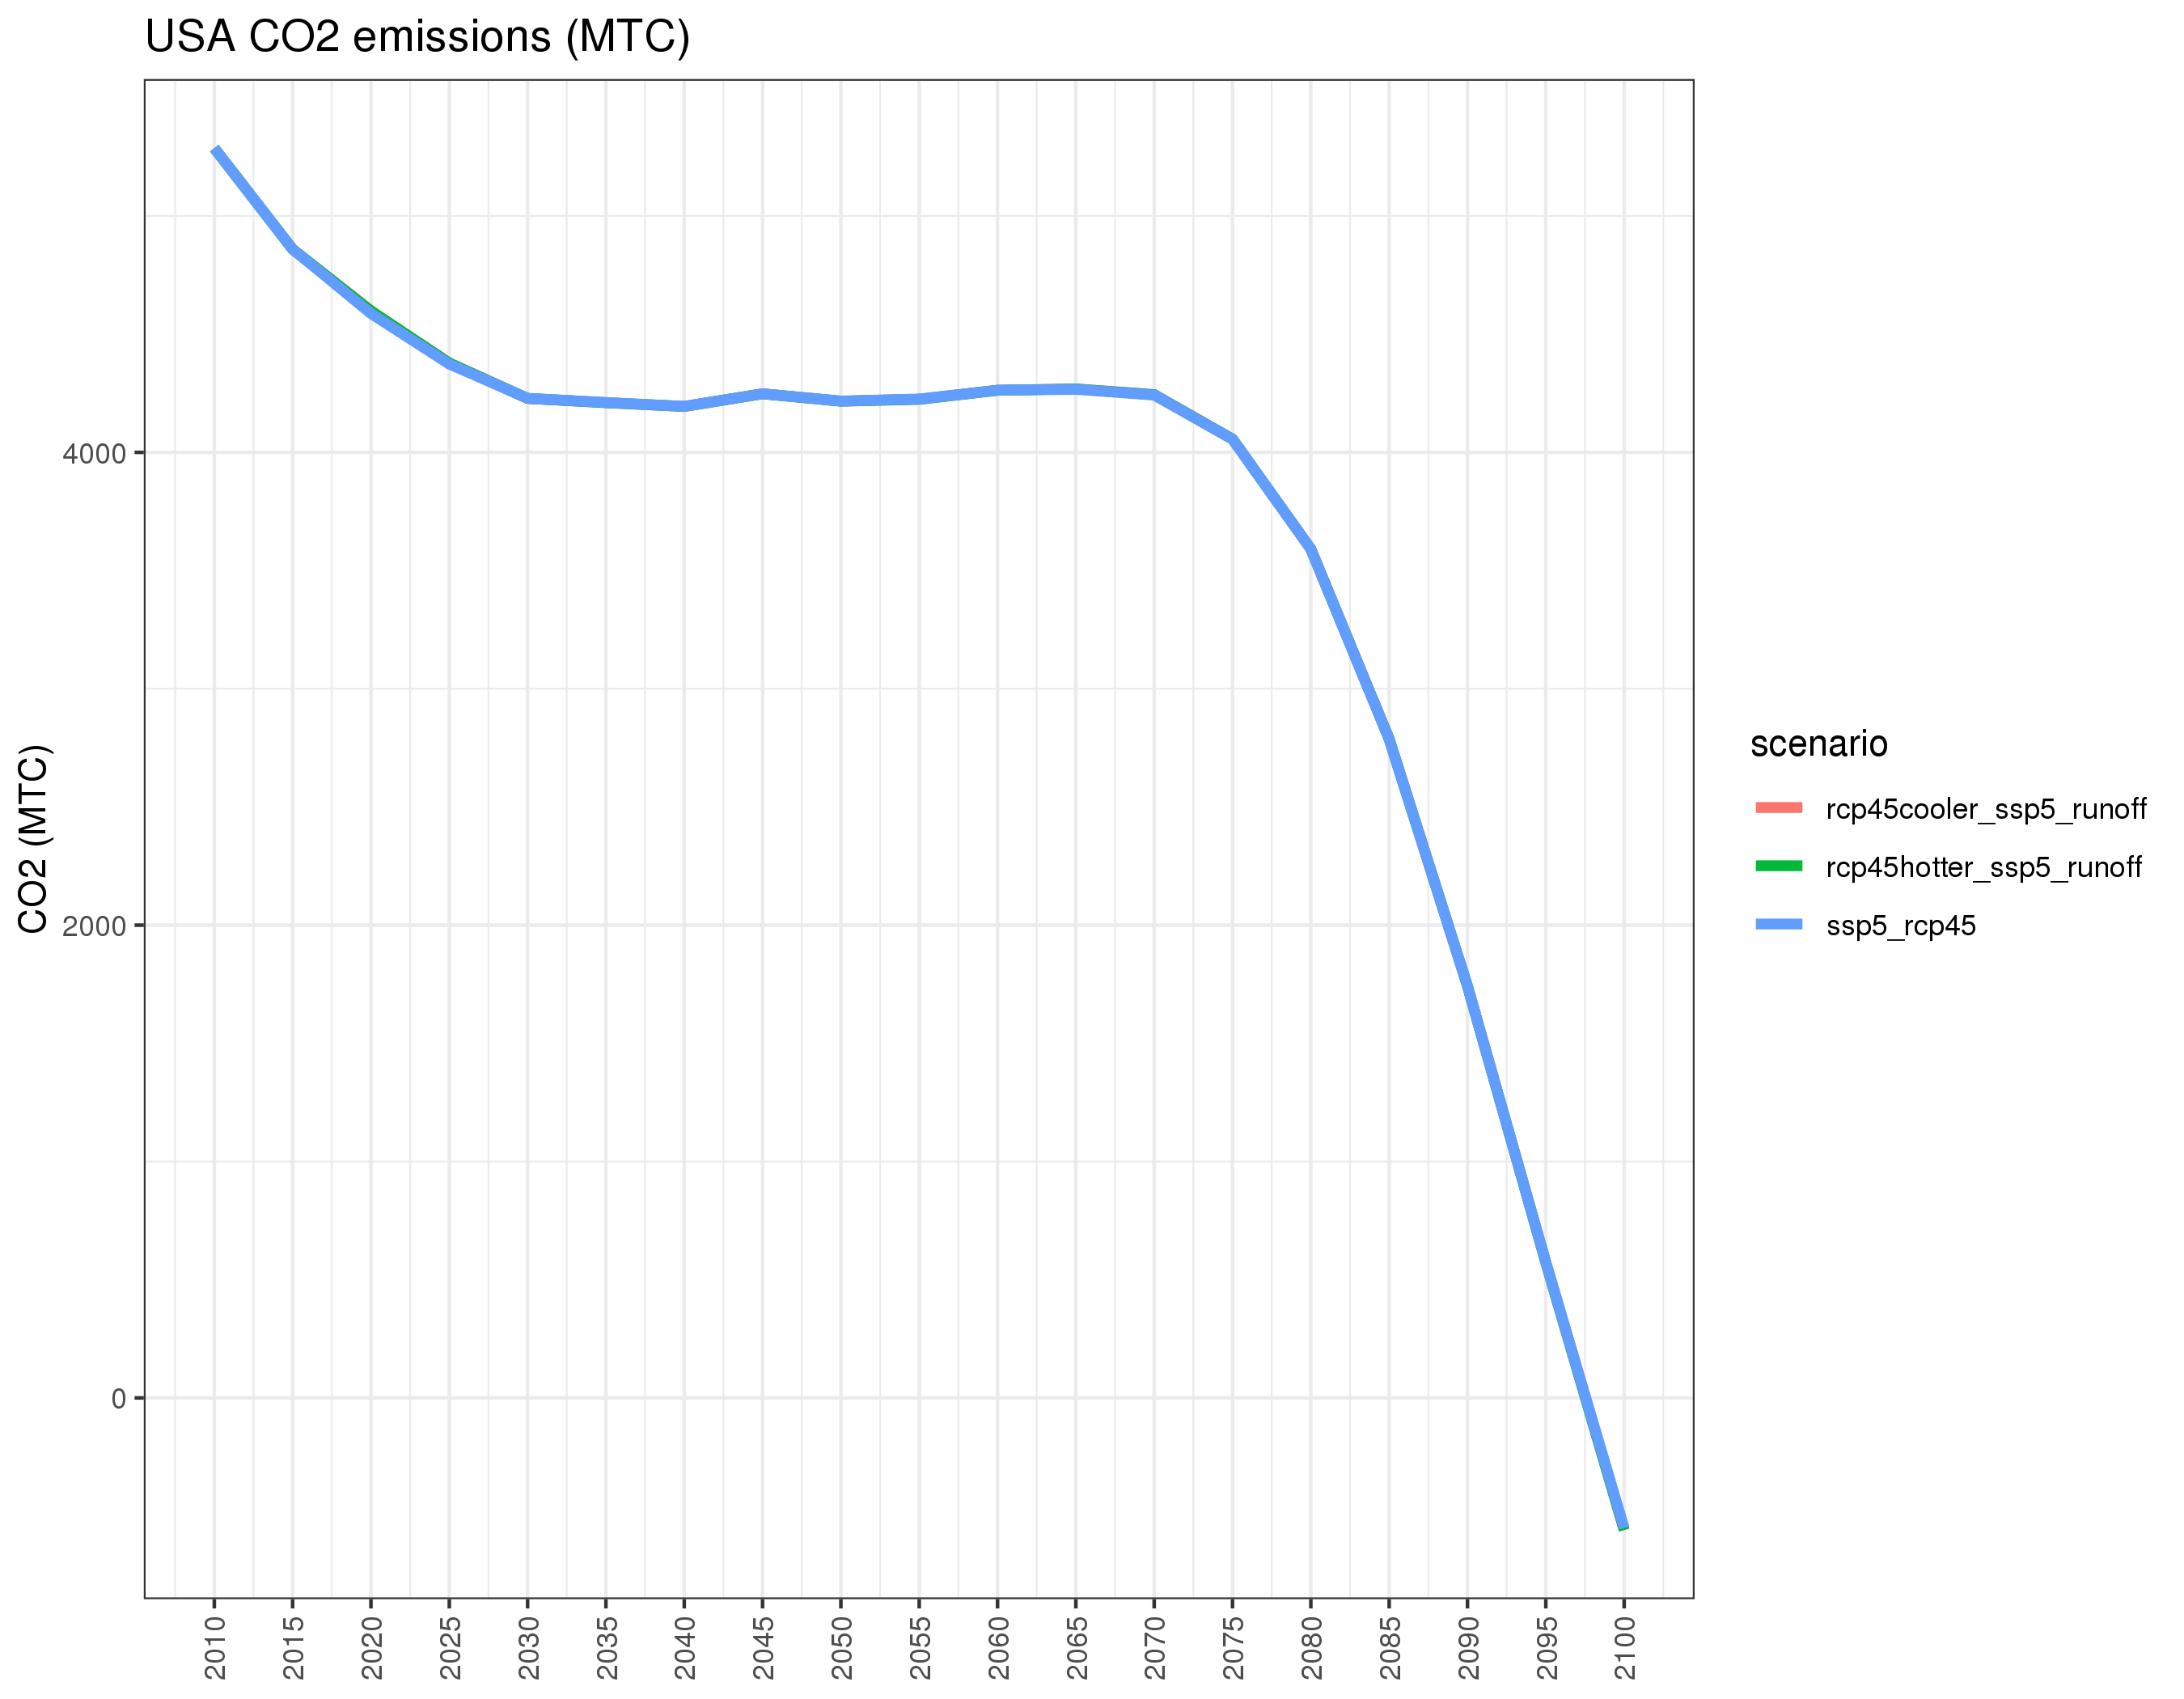 USA CO2 emissions (MTC)
CO2 (MTC)
4000
2000
0
2010 2015 2020 2025 2030 2035 2040 2045 2050 2055 2060 2065 2070 2075 2080 2085 2090 2095 2100
scenario
rcp45cooler_ssp5_runoff
rcp45hotter_ssp5_runoff
ssp5_rcp45